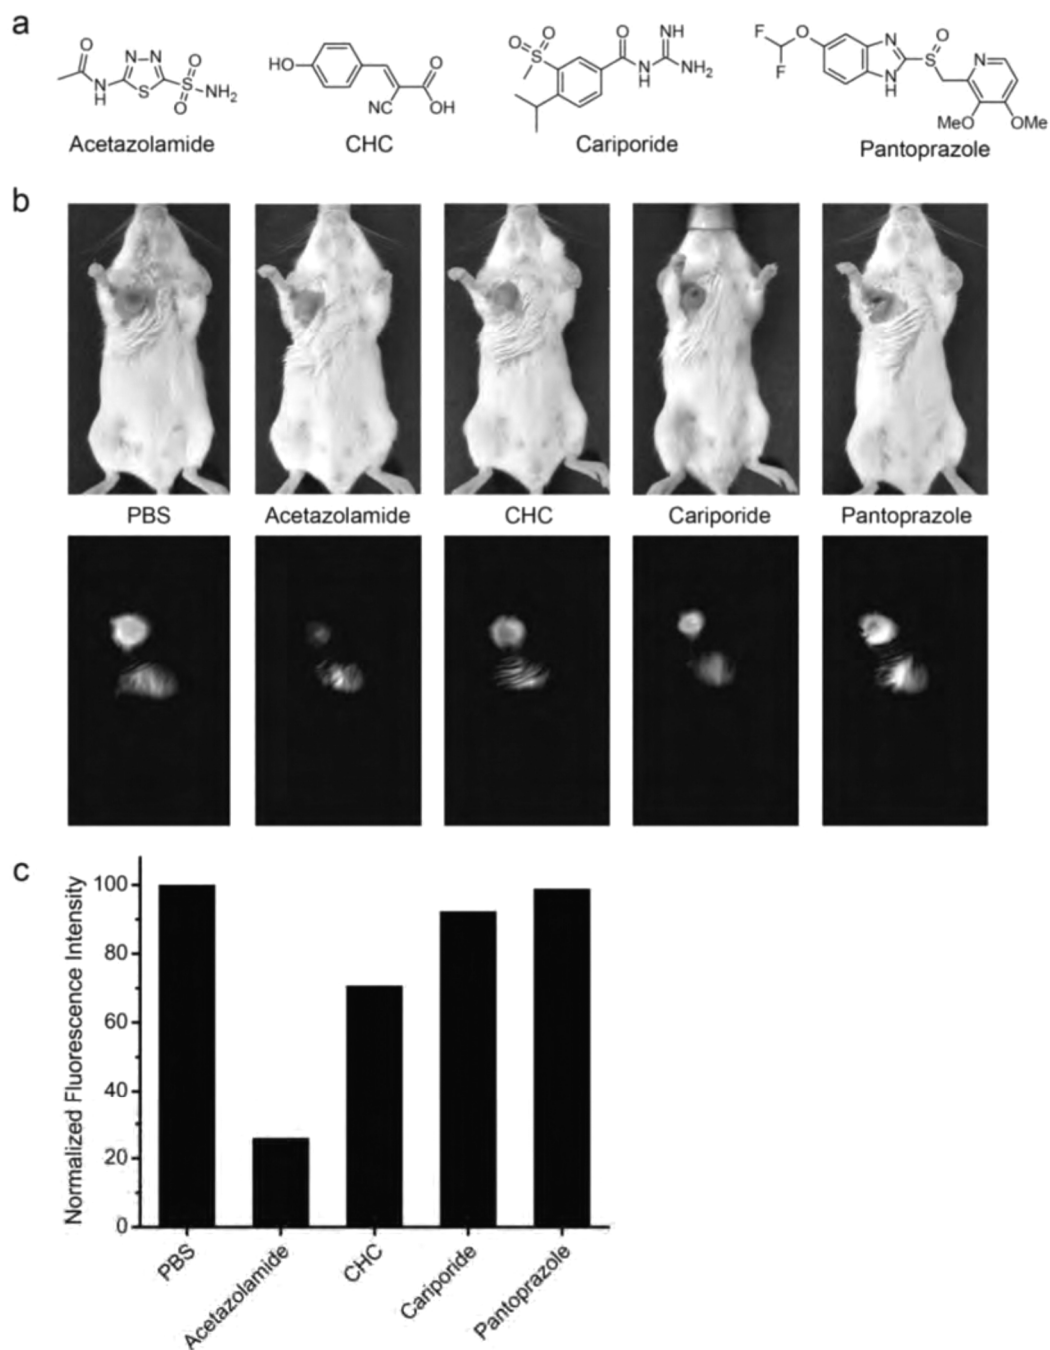 a
O N N O S N H S O NH2
HO NC O OH
O O S O N H NH NH2
F O F N N H O S N MeO OMe
Acetazolamide CHC Cariporide Pantoprazole
b
PBS Acetazolamide CHC Cariporide Pantoprazole
c
Normalized Fluorescence Intensity
100
80
60
40
20
0
PBS
Acetazolamide
CHC
Cariporide
Pantoprazole